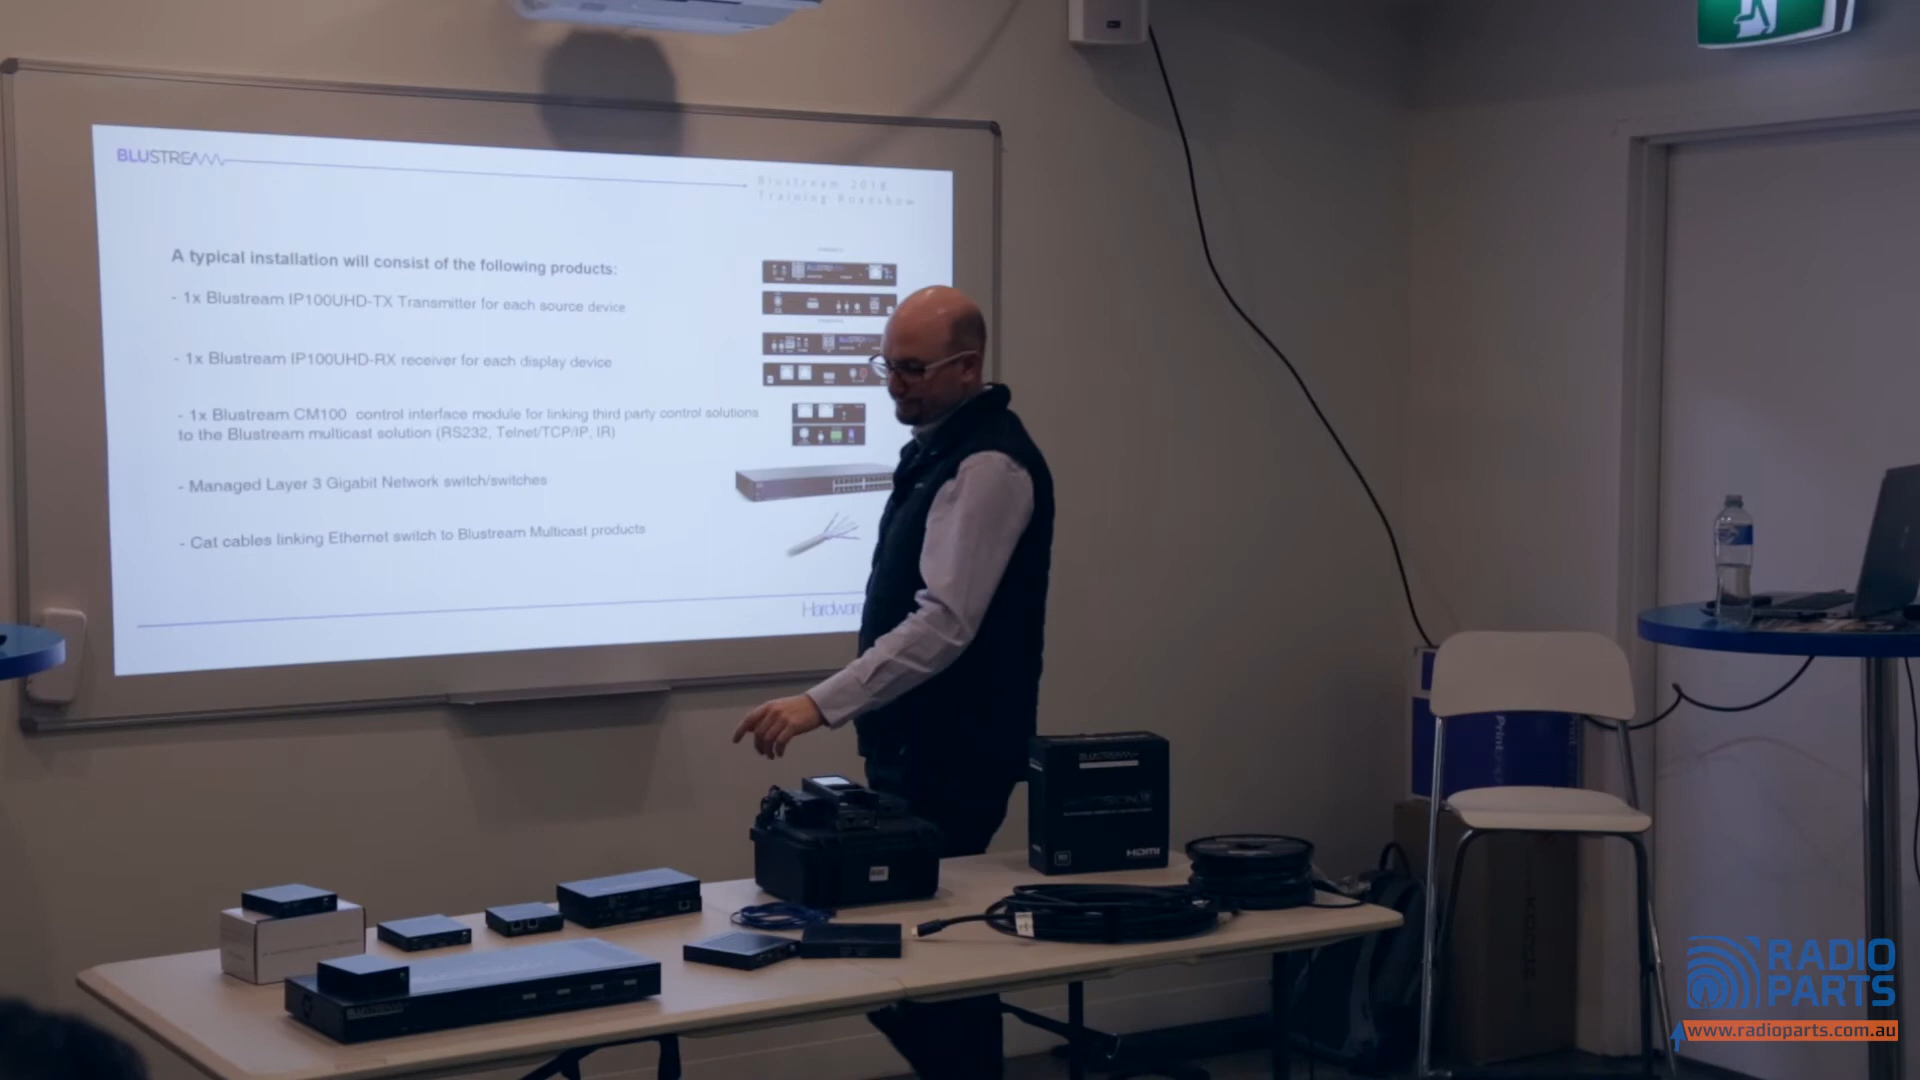 BLUSTREAM
Blustream 2018
Training Roadshow
A typical installation will consist of the following products:
- 1x Blustream IP100UHD-TX Transmitter for each source device
- 1x Blustream IP100UHD-RX receiver for each display device
- 1x Blustream CM100 control interface module for linking third party control solutions
to the Blustream multicast solution (RS232, Telnet/TCP/IP, IR)
- Managed Layer 3 Gigabit Network switch/switches
- Cat cables linking Ethernet switch to Blustream Multicast products
Hardwar
BLUSTREAM
HDMI
BLUSTREAM
RADIO
PARTS
www.radioparts.com.au